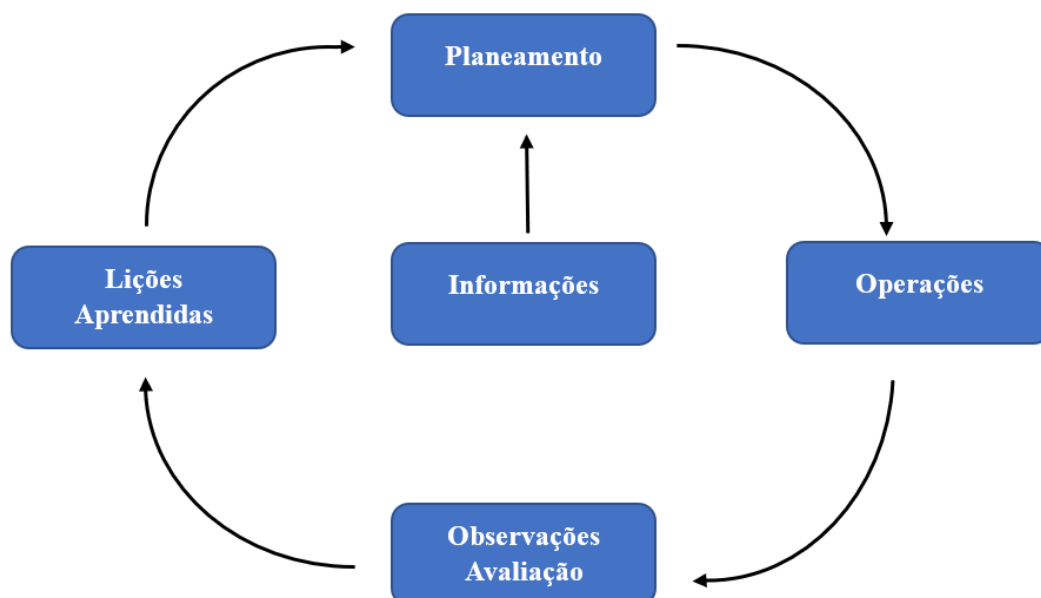 Planeamento
Lições
Aprendidas
Informações
Operações
Observações
Avaliação